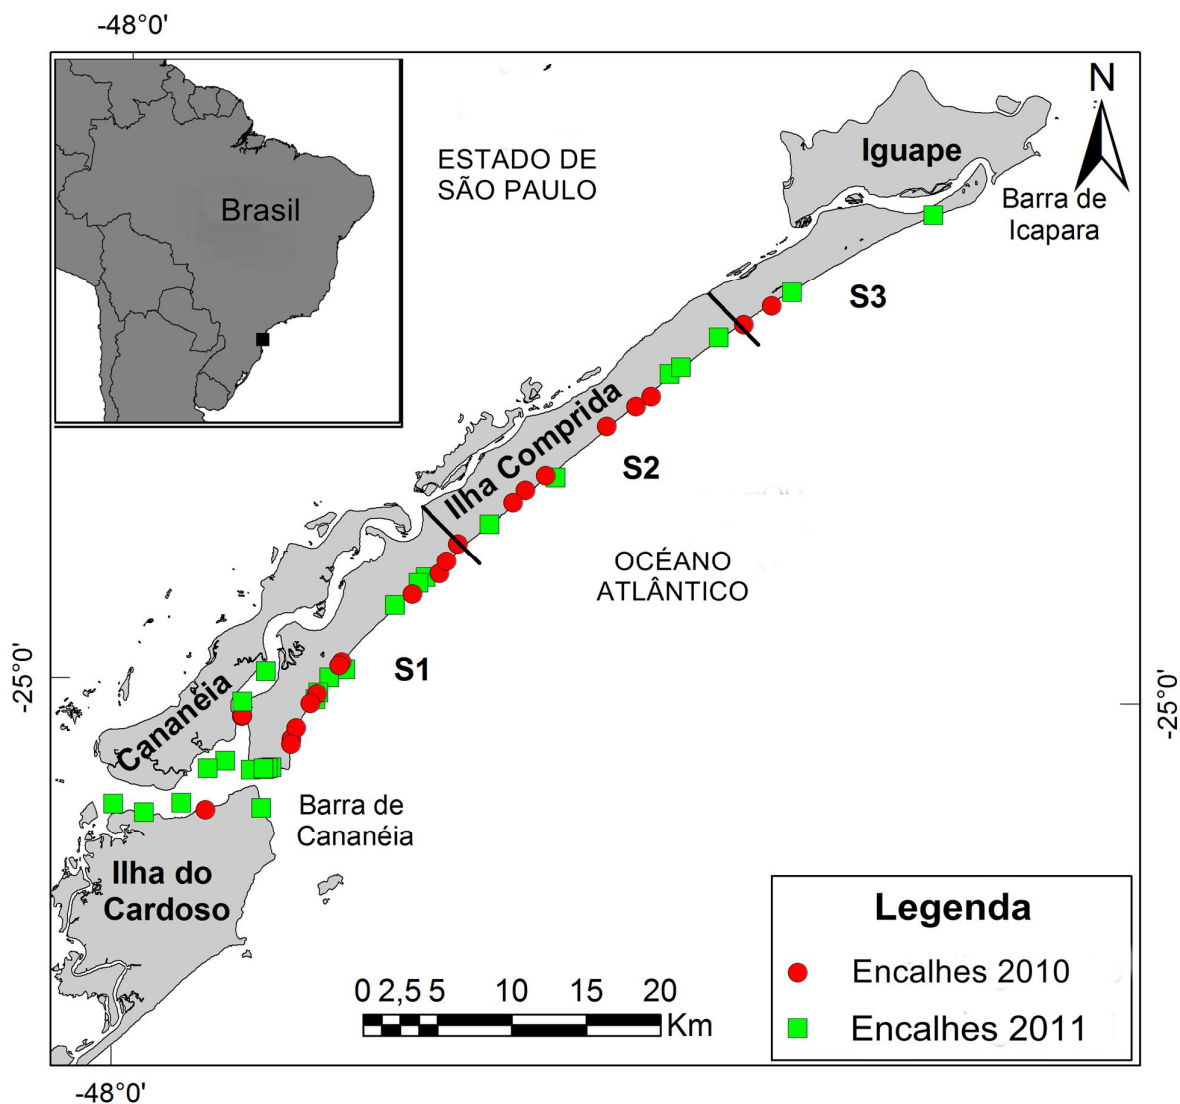 -48°0'
N
ESTADO DE
SÃO PAULO
Iguape
Barra de
Icapara
Brasil
S3
Ilha Comprida
S2
OCÉANO
ATLÂNTICO
-25°0'
S1
Cananéia
-25°0'
Barra de
Cananéia
Ilha do
Cardoso
Legenda
Encalhes 2010
Encalhes 2011
0 2,5 5 10 15 20
Km
-48°0'